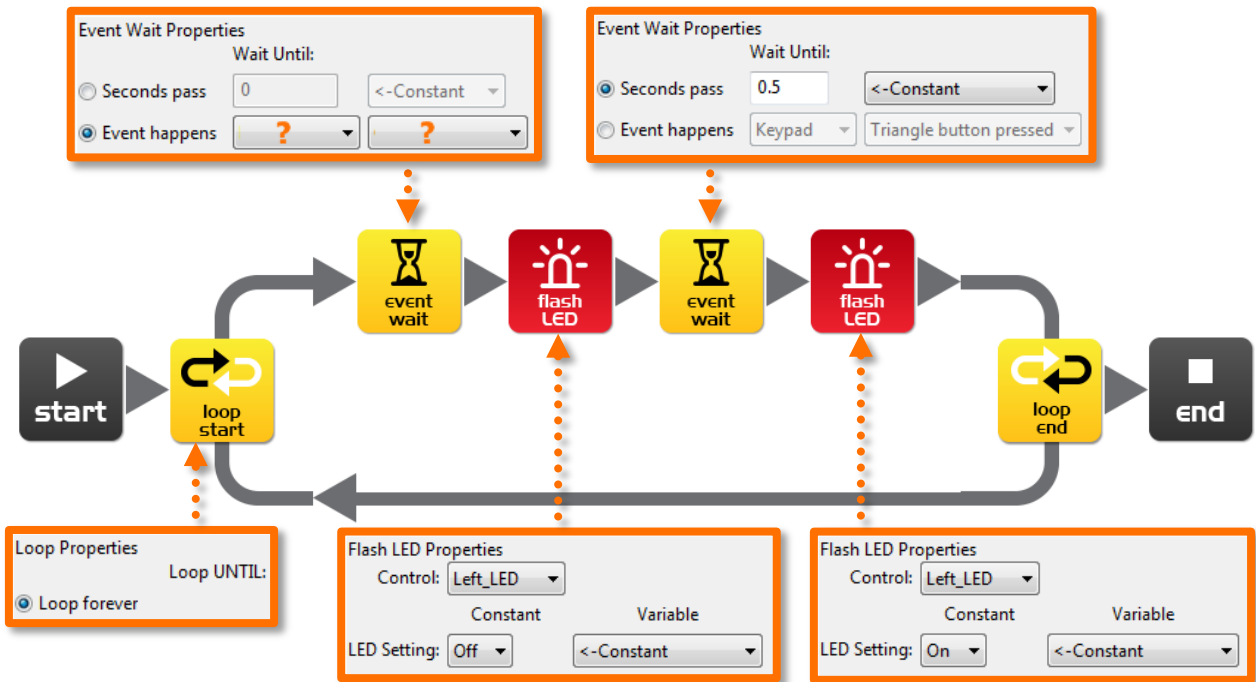 Event Wait Properties
Wait Until:
Seconds pass 0 <-Constant
Event happens ? ?
Event Wait Properties
Wait Until:
Seconds pass 0.5 <-Constant
Event happens Keypad Triangle button pressed
event
wait
flash
LED
event
wait
flash
LED
start
loop
start
loop
end
end
Loop Properties
Loop UNTIL:
Loop forever
Flash LED Properties
Control: Left_LED
Constant Variable
LED Setting: Off <-Constant
Flash LED Properties
Control: Left_LED
Constant Variable
LED Setting: On <-Constant